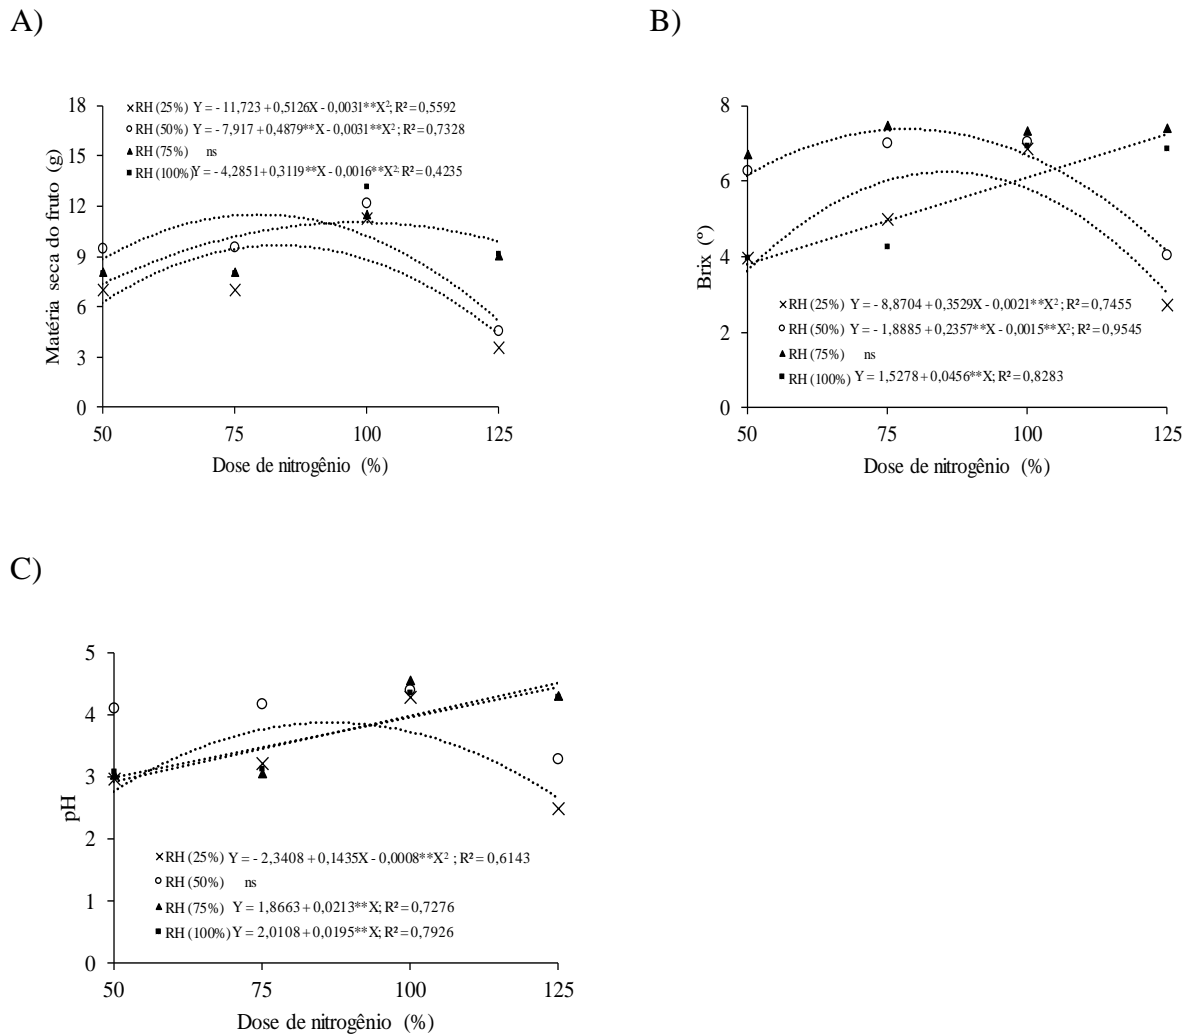 A)
× RH (25%) Y = - 11,723 + 0,5126X - 0,0031**X²; R² = 0,5592
○ RH (50%) Y = - 7,917 + 0,4879**X - 0,0031**X²; R² = 0,7328
▲ RH (75%) ns
■ RH (100%) Y = - 4,2851 + 0,3119**X - 0,0016**X² R² = 0,4235
Matéria seca do fruto (g)
18
15
12
9
6
3
0
50 75 100 125
Dose de nitrogênio (%)
B)
Brix (º)
8
6
4
2
0
× RH (25%) Y = - 8,8704 + 0,3529X - 0,0021**X²; R² = 0,7455
○ RH (50%) Y = - 1,8885 + 0,2357**X - 0,0015**X²; R² = 0,9545
▲ RH (75%) ns
■ RH (100%) Y = 1,5278 + 0,0456**X; R² = 0,8283
50 75 100 125
Dose de nitrogênio (%)
C)
pH
5
4
3
2
1
0
× RH (25%) Y = - 2,3408 + 0,1435X - 0,0008**X² ; R² = 0,6143
○ RH (50%) ns
▲ RH (75%) Y = 1,8663 + 0,0213**X; R² = 0,7276
■ RH (100%) Y = 2,0108 + 0,0195**X; R² = 0,7926
50 75 100 125
Dose de nitrogênio (%)